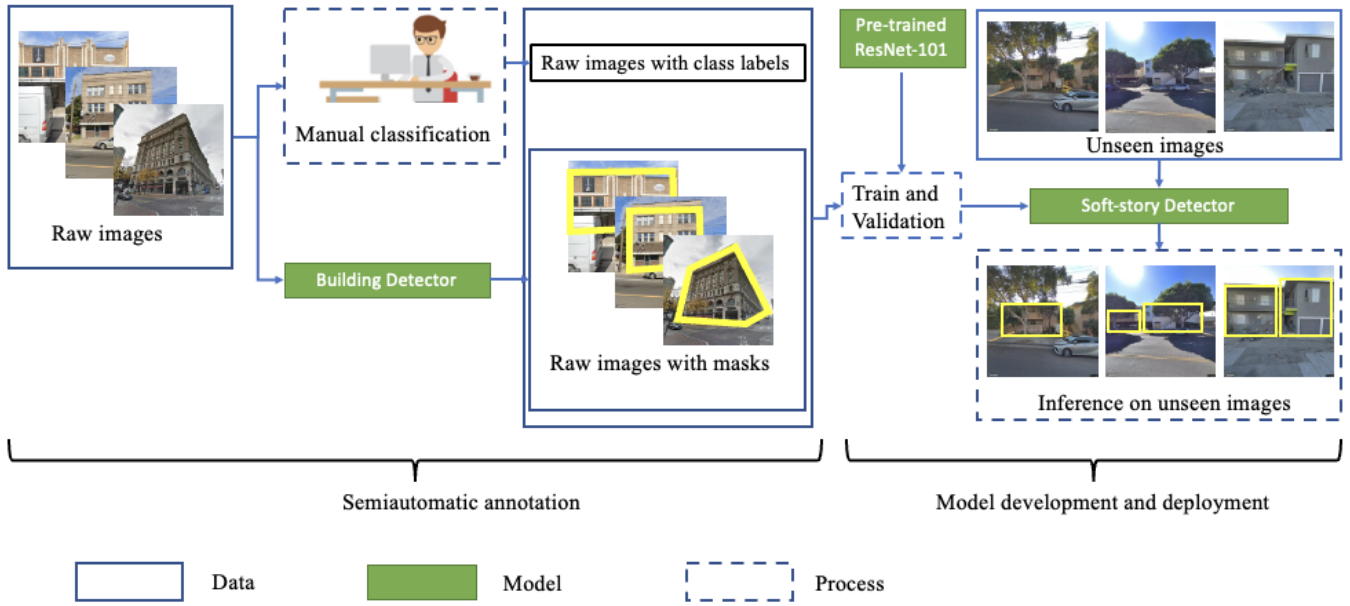 Raw images
Manual classification
Building Detector
Raw images with class labels
Raw images with masks
Pre-trained
ResNet-101
Train and
Validation
Unseen images
Soft-story Detector
Inference on unseen images
Semiautomatic annotation
Model development and deployment
Data
Model
Process